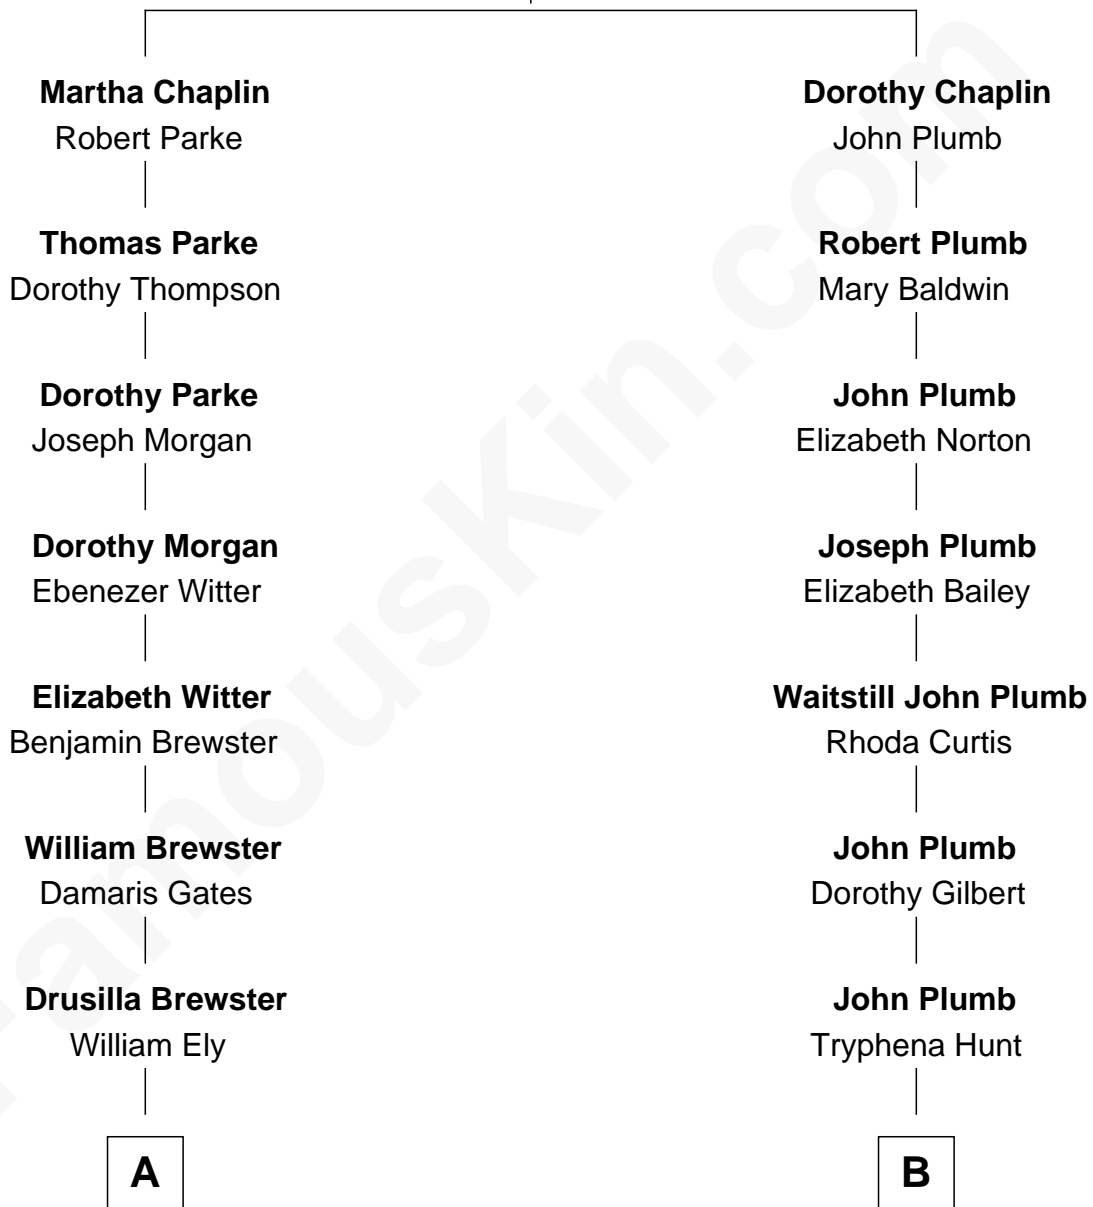 Martha Chaplin
Robert Parke
Thomas Parke
Dorothy Thompson
Dorothy Parke
Joseph Morgan
Dorothy Morgan
Ebenezer Witter
Elizabeth Witter
Benjamin Brewster
William Brewster
Damaris Gates
Drusilla Brewster
William Ely
A
Dorothy Chaplin
John Plumb
Robert Plumb
Mary Baldwin
John Plumb
Elizabeth Norton
Joseph Plumb
Elizabeth Bailey
Waitstill John Plumb
Rhoda Curtis
John Plumb
Dorothy Gilbert
John Plumb
Tryphena Hunt
B
FamousKin.com